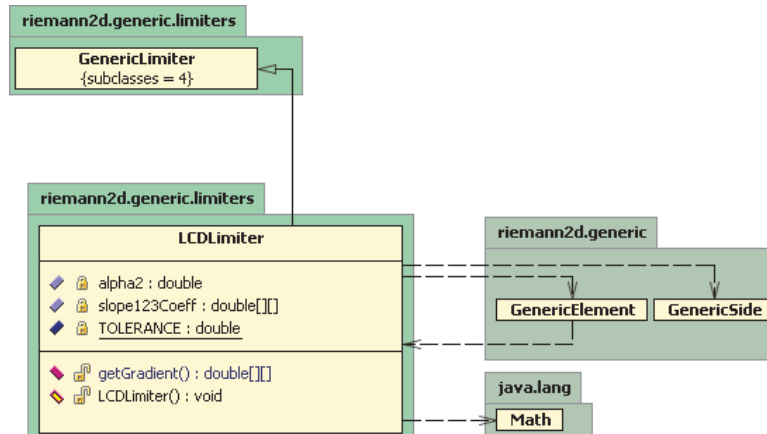 riemann2d.generic.limiters
GenericLimiter
{subclasses = 4}
riemann2d.generic.limiters
LCDLimiter
alpha2 : double
slope123Coeff : double[][]
TOLERANCE : double
getGradient() : double[][]
LCDLimiter() : void
riemann2d.generic
GenericElement
GenericSide
java.lang
Math